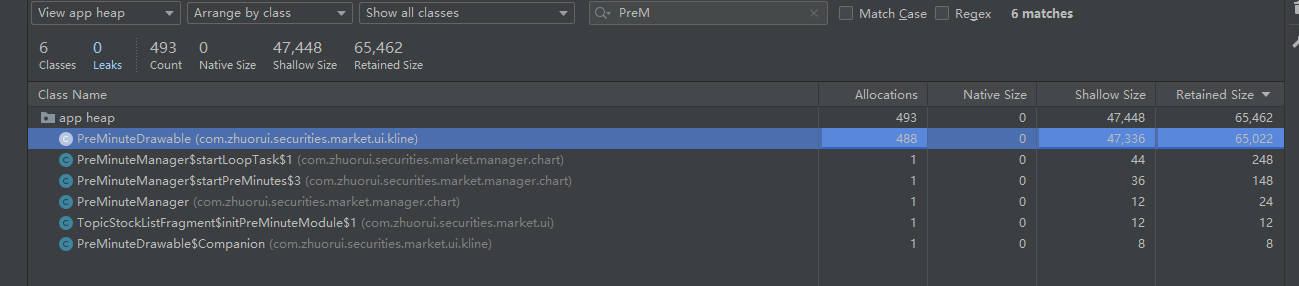 View app heap Arrange by class Show all classes PreM Match Case Regex 6 matches
6 0 493 0 47,448 65,462
Classes Leaks Count Native Size Shallow Size Retained Size
Class Name Allocations Native Size Shallow Size Retained Size
app heap 493 0 47,448 65,462
PreMinuteDrawable (com.zhuorui.securities.market.ui.kline) 488 0 47,336 65,022
PreMinuteManager$startLoopTask$1 (com.zhuorui.securities.market.manager.chart) 1 0 44 248
PreMinuteManager$startPreMinutes$3 (com.zhuorui.securities.market.manager.chart) 1 0 36 148
PreMinuteManager (com.zhuorui.securities.market.manager.chart) 1 0 12 24
TopicStockListFragment$initPreMinuteModule$1 (com.zhuorui.securities.market.ui) 1 0 12 12
PreMinuteDrawable$Companion (com.zhuorui.securities.market.ui.kline) 1 0 8 8